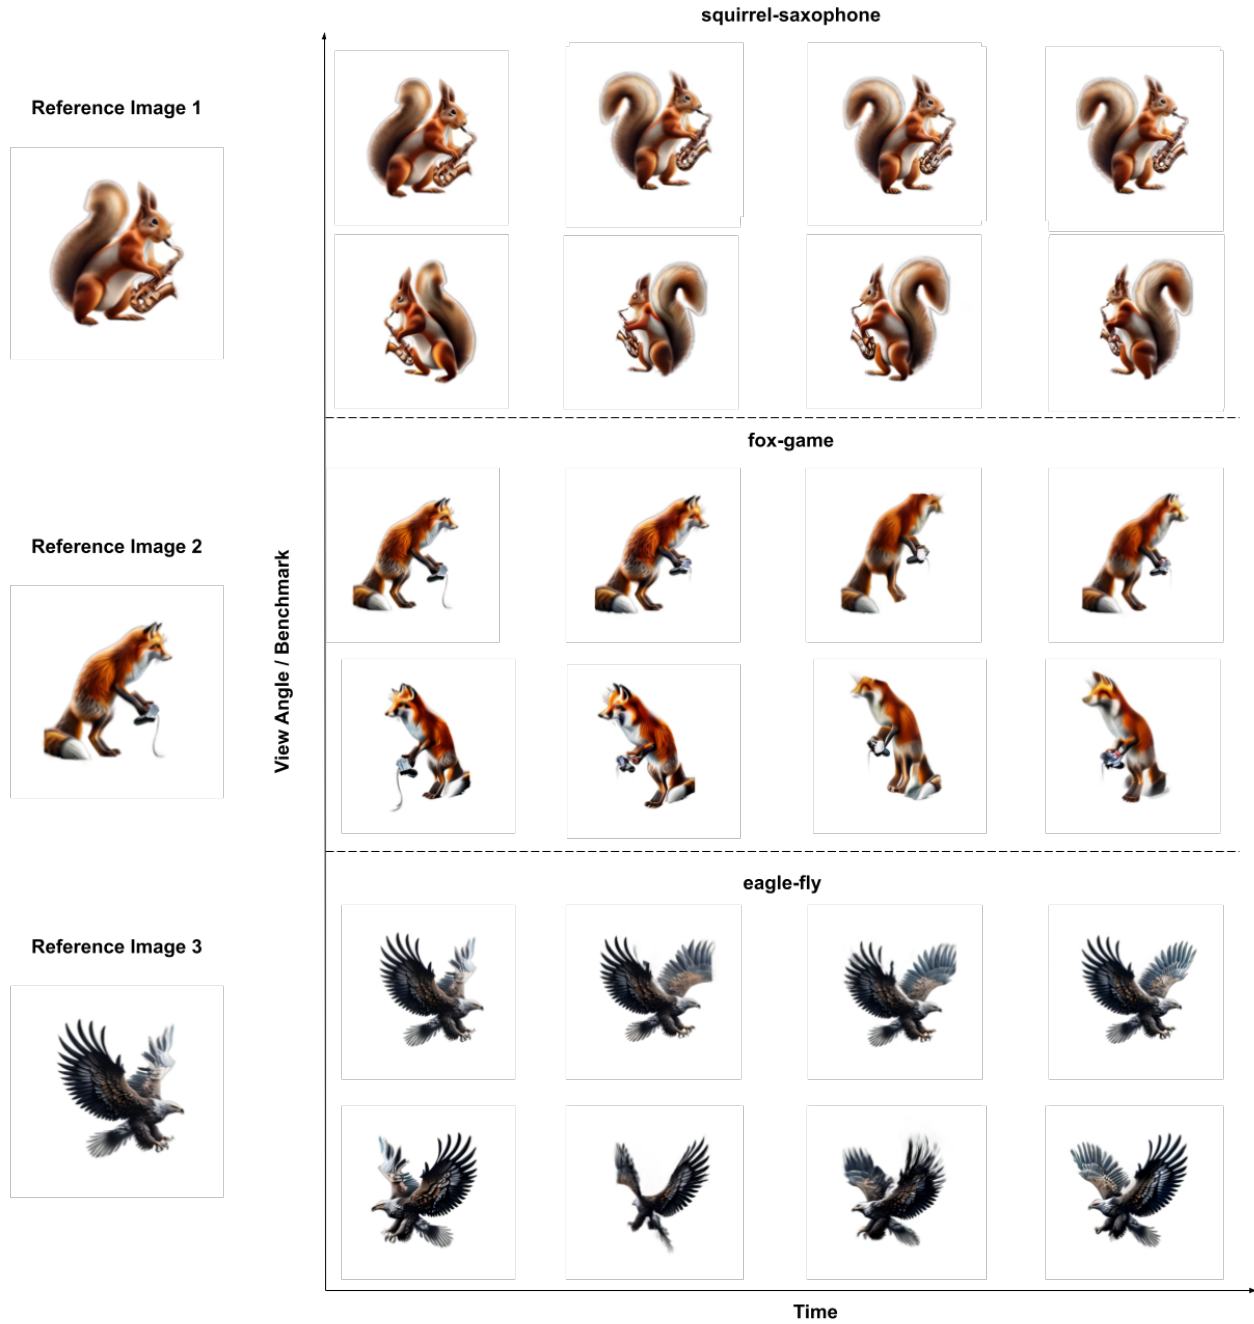 squirrel-saxophone
Reference Image 1
fox-game
Reference Image 2
View Angle / Benchmark
eagle-fly
Reference Image 3
Time